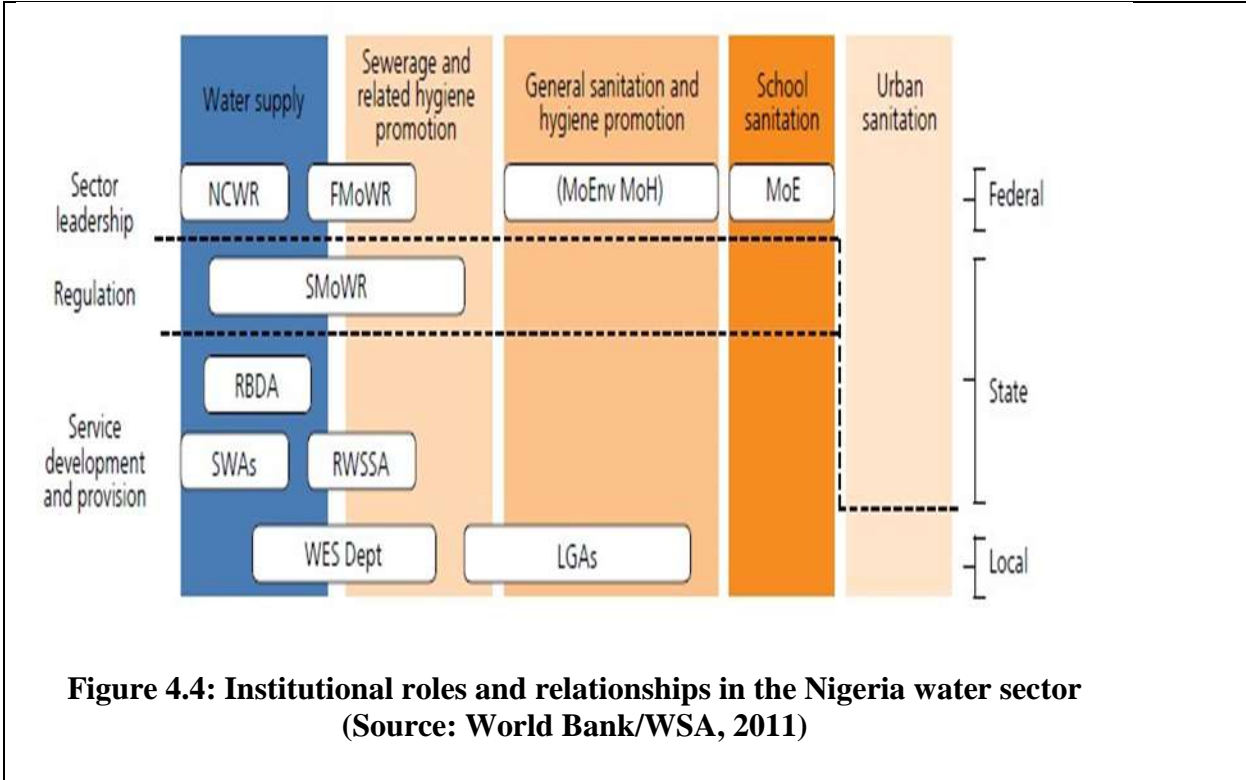 Water supply
Sewerage and
related hygiene
promotion
General sanitation and
hygiene promotion
School
sanitation
Urban
sanitation
Sector
leadership
NCWR
FMoWR
(MoEnv MoH)
MoE
Federal
Regulation
SMoWR
State
Service
development
and provision
RBDA
SWAs
RWSSA
WES Dept
LGAs
Local
Figure 4.4: Institutional roles and relationships in the Nigeria water sector
(Source: World Bank/WSA, 2011)